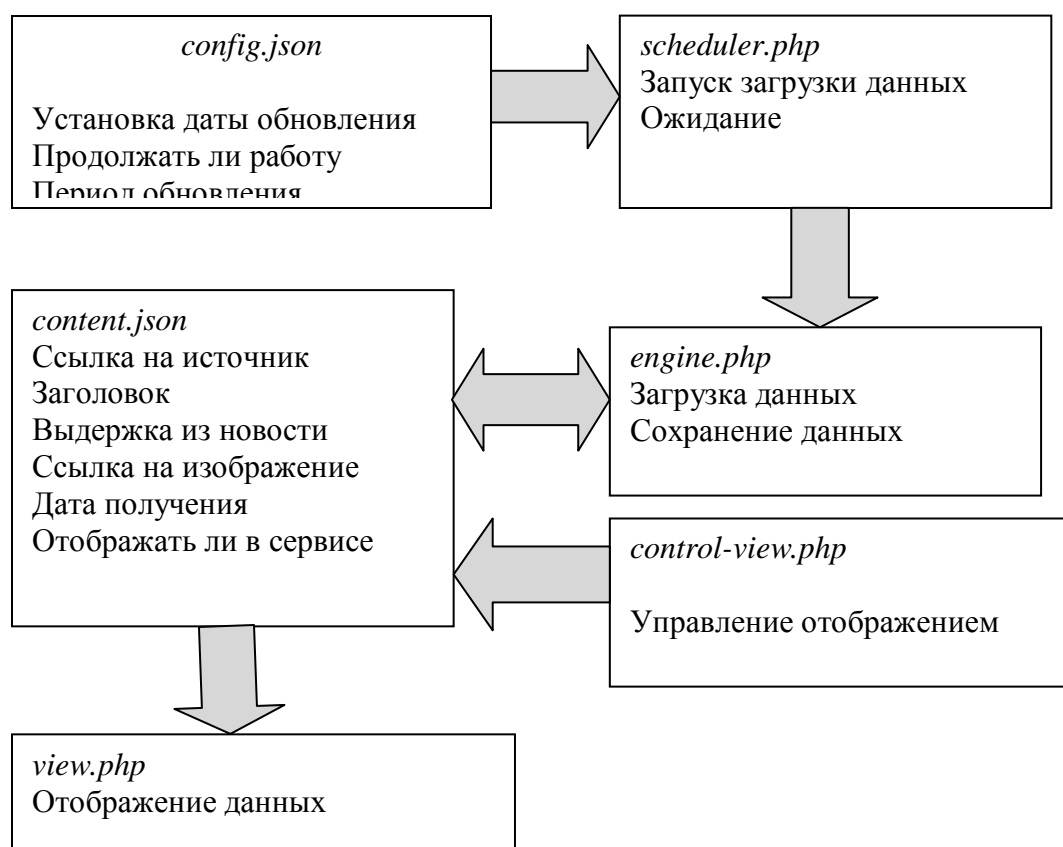 config.json
Установка даты обновления
Продолжать ли работу
Период обновления
scheduler.php
Запуск загрузки данных
Ожидание
content.json
Ссылка на источник
Заголовок
Выдержка из новости
Ссылка на изображение
Дата получения
Отображать ли в сервисе
engine.php
Загрузка данных
Сохранение данных
control-view.php
Управление отображением
view.php
Отображение данных